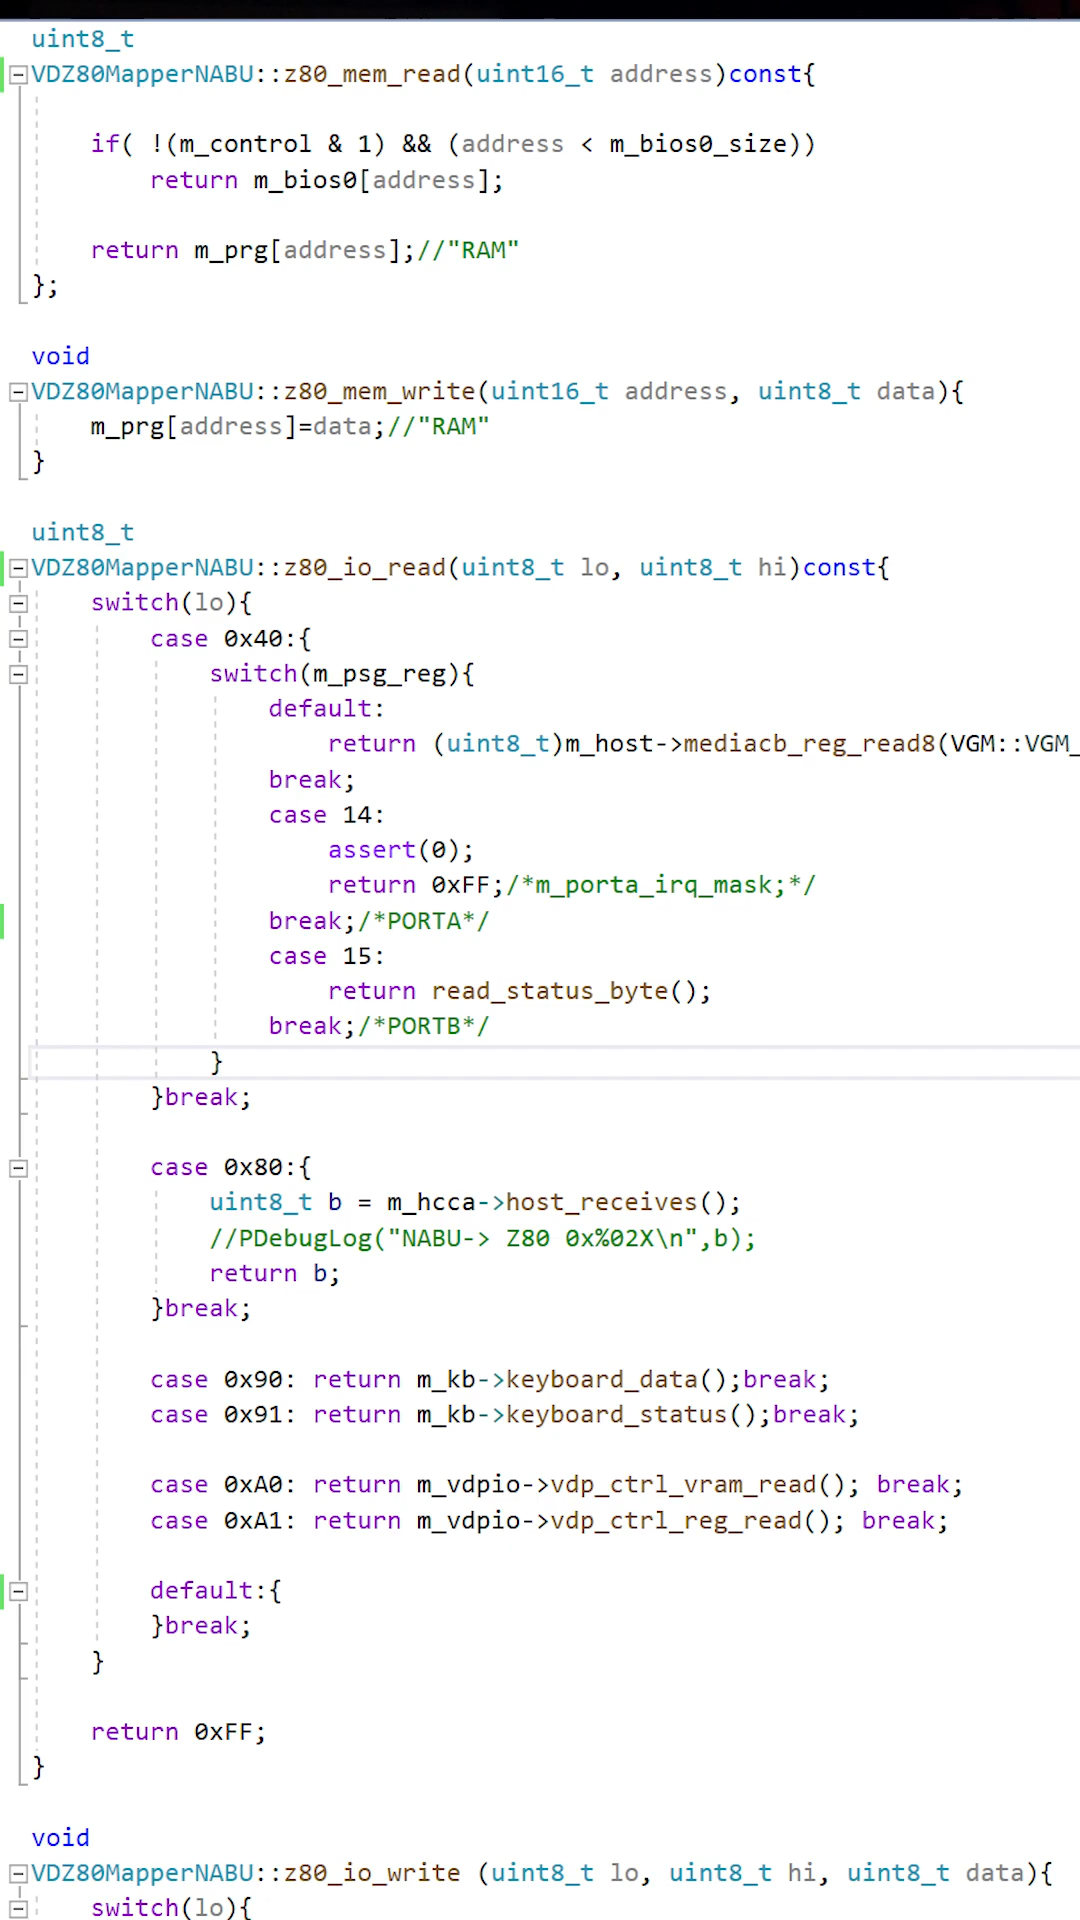 uint8_t
VDZ80MapperNABU::z80_mem_read(uint16_t address)const{
if( !(m_control & 1) && (address < m_bios0_size))
return m_bios0[address];
return m_prg[address];//"RAM"
};
void
VDZ80MapperNABU::z80_mem_write(uint16_t address, uint8_t data){
m_prg[address]=data;//"RAM"
}
uint8_t
VDZ80MapperNABU::z80_io_read(uint8_t lo, uint8_t hi)const{
switch(lo){
case 0x40:{
switch(m_psg_reg){
default:
return (uint8_t)m_host->mediacb_reg_read8(VGM::VGM_
break;
case 14:
assert(0);
return 0xFF;/*m_porta_irq_mask;*/
break;/*PORTA*/
case 15:
return read_status_byte();
break;/*PORTB*/
}
}break;
case 0x80:{
uint8_t b = m_hcca->host_receives();
//PDebugLog("NABU-> Z80 0x%02X\n",b);
return b;
}break;
case 0x90: return m_kb->keyboard_data();break;
case 0x91: return m_kb->keyboard_status();break;
case 0xA0: return m_vdpio->vdp_ctrl_vram_read(); break;
case 0xA1: return m_vdpio->vdp_ctrl_reg_read(); break;
default:{
}break;
}
return 0xFF;
}
void
VDZ80MapperNABU::z80_io_write (uint8_t lo, uint8_t hi, uint8_t data){
switch(lo){